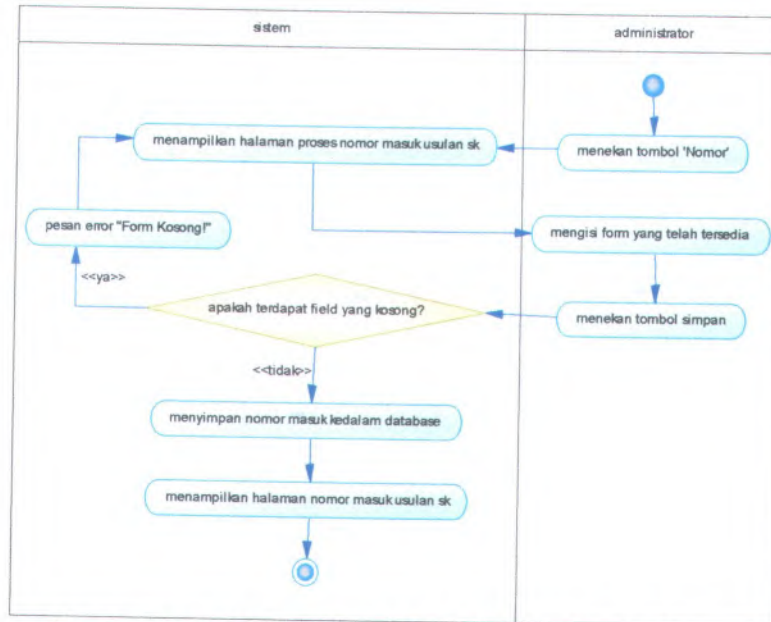 sistem
administrator
menampilkan halaman proses nomor masuk usulan sk
menekan tombol 'Nomor'
pesan error "Form Kosong!"
mengisi form yang telah tersedia
<<ya>>
apakah terdapat field yang kosong?
menekan tombol simpan
<<tidak>>
menyimpan nomor masuk kedalam database
menampilkan halaman nomor masuk usulan sk